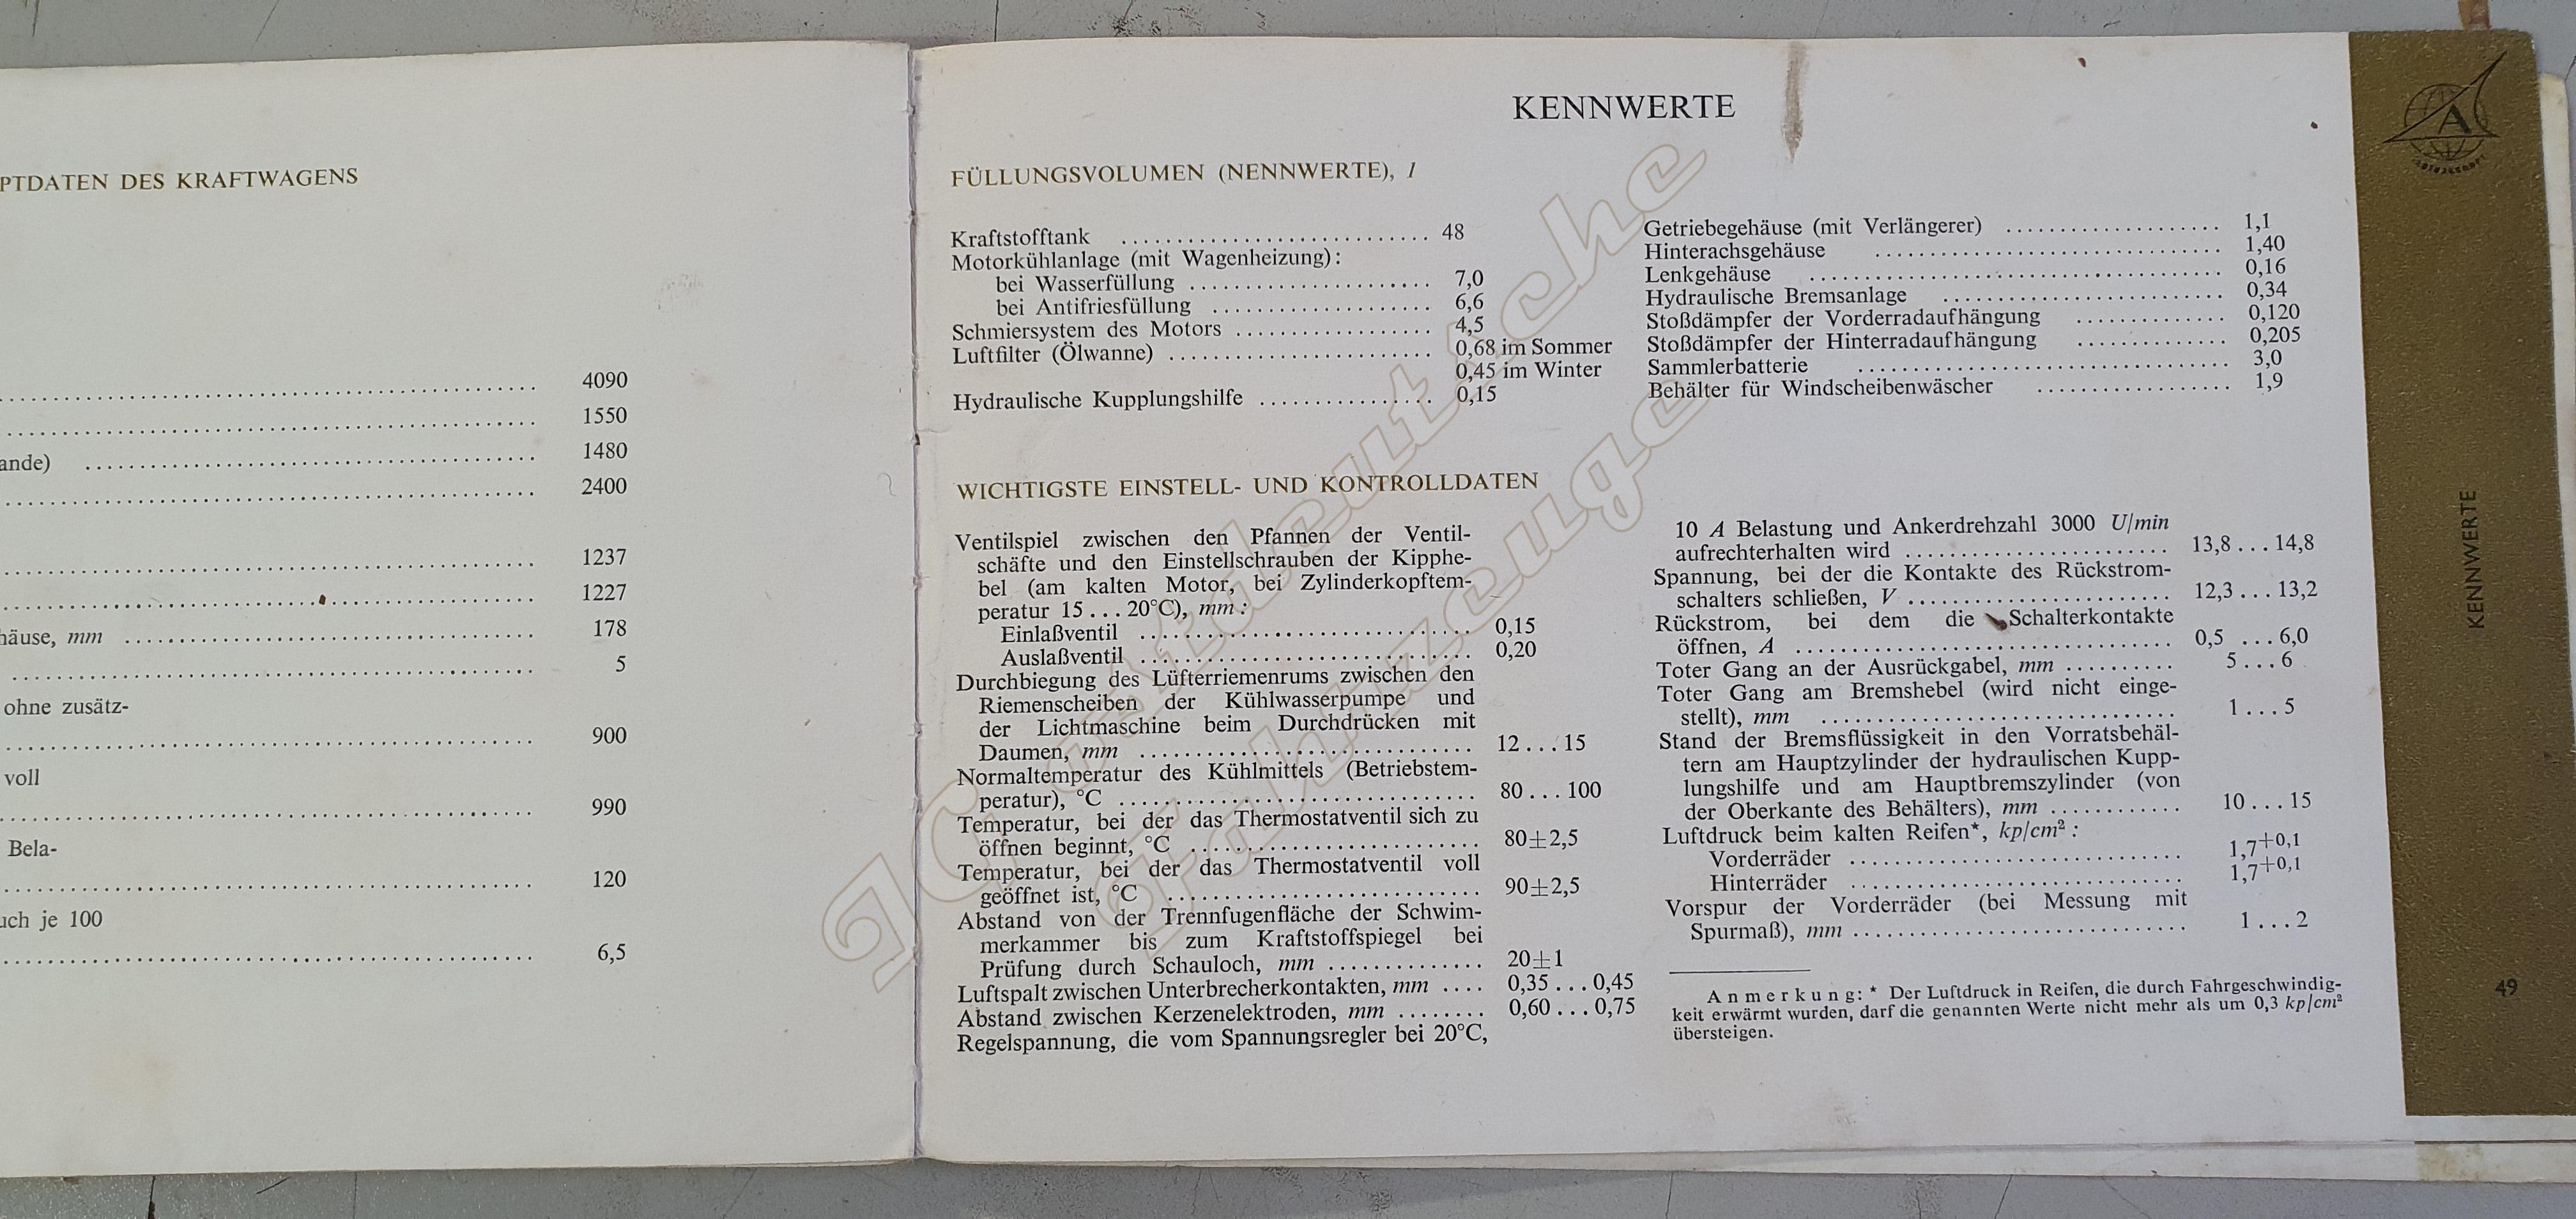 PTDATEN DES KRAFTWAGENS
.......... 4090
.......... 1550
ande) .......... 1480
.......... 2400
.......... 1237
.......... 1227
häuse, mm .......... 178
.......... 5
ohne zusätz-
.......... 900
voll
.......... 990
Bela-
.......... 120
uch je 100
.......... 6,5
KENNWERTE
FÜLLUNGSVOLUMEN (NENNWERTE), l
Kraftstofftank .......... 48
Motorkühlanlage (mit Wagenheizung):
bei Wasserfüllung .......... 7,0
bei Antifriesfüllung .......... 6,6
Schmiersystem des Motors .......... 4,5
Luftfilter (Ölwanne) .......... 0,68 im Sommer
0,45 im Winter
Hydraulische Kupplungshilfe .......... 0,15
Getriebegehäuse (mit Verlängerer) .......... 1,1
Hinterachsgehäuse .......... 1,40
Lenkgehäuse .......... 0,16
Hydraulische Bremsanlage .......... 0,34
Stoßdämpfer der Vorderradaufhängung .......... 0,120
Stoßdämpfer der Hinterradaufhängung .......... 0,205
Sammlerbatterie .......... 3,0
Behälter für Windscheibenwäscher .......... 1,9
WICHTIGSTE EINSTELL- UND KONTROLLDATEN
Ventilspiel zwischen den Pfannen der Ventil-
schäfte und den Einstellschrauben der Kipphe-
bel (am kalten Motor, bei Zylinderkopftem-
peratur 15...20°C), mm:
Einlaßventil .......... 0,15
Auslaßventil .......... 0,20
Durchbiegung des Lüfterriemenrums zwischen den
Riemenscheiben der Kühlwasserpumpe und
der Lichtmaschine beim Durchdrücken mit
Daumen, mm .......... 12...15
Normaltemperatur des Kühlmittels (Betriebstem-
peratur), °C .......... 80...100
Temperatur, bei der das Thermostatventil sich zu
öffnen beginnt, °C .......... 80±2,5
Temperatur, bei der das Thermostatventil voll
geöffnet ist, °C .......... 90±2,5
Abstand von der Trennfugenfläche der Schwim-
merkammer bis zum Kraftstoffspiegel bei
Prüfung durch Schauloch, mm .......... 20±1
Luftspalt zwischen Unterbrecherkontakten, mm .... 0,35...0,45
Abstand zwischen Kerzenelektroden, mm ........ 0,60...0,75
Regelspannung, die vom Spannungsregler bei 20°C,
10 A Belastung und Ankerdrehzahl 3000 U/min
aufrechterhalten wird .......... 13,8...14,8
Spannung, bei der die Kontakte des Rückstrom-
schalters schließen, V .......... 12,3...13,2
Rückstrom, bei dem die Schalterkontakte
öffnen, A .......... 0,5 ...6,0
Toter Gang an der Ausrückgabel, mm .......... 5...6
Toter Gang am Bremshebel (wird nicht einge-
stellt), mm .......... 1...5
Stand der Bremsflüssigkeit in den Vorratsbehäl-
tern am Hauptzylinder der hydraulischen Kupp-
lungshilfe und am Hauptbremszylinder (von
der Oberkante des Behälters), mm .......... 10...15
Luftdruck beim kalten Reifen*, kp/cm²:
Vorderräder .......... 1,7+0,1
Hinterräder .......... 1,7+0,1
Vorspur der Vorderräder (bei Messung mit
Spurmaß), mm .......... 1...2
Anmerkung: * Der Luftdruck in Reifen, die durch Fahrgeschwindig-
keit erwärmt wurden, darf die genannten Werte nicht mehr als um 0,3 kp/cm²
übersteigen.
A
KENNWERTE
49